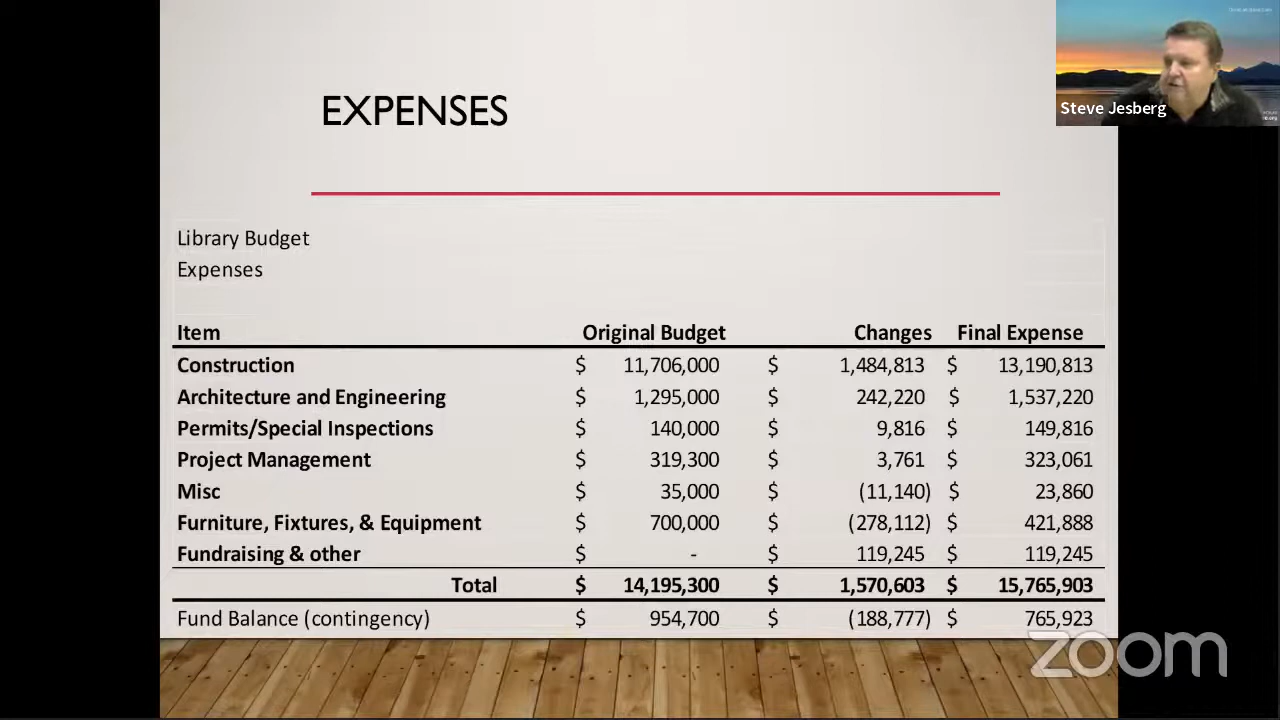 EXPENSES
Steve Jesberg
Library Budget
Expenses
Item Original Budget Changes Final Expense
Construction $ 11,706,000 $ 1,484,813 $ 13,190,813
Architecture and Engineering $ 1,295,000 $ 242,220 $ 1,537,220
Permits/Special Inspections $ 140,000 $ 9,816 $ 149,816
Project Management $ 319,300 $ 3,761 $ 323,061
Misc $ 35,000 $ (11,140) $ 23,860
Furniture, Fixtures, & Equipment $ 700,000 $ (278,112) $ 421,888
Fundraising & other $ - $ 119,245 $ 119,245
Total $ 14,195,300 $ 1,570,603 $ 15,765,903
Fund Balance (contingency) $ 954,700 $ (188,777) $ 765,923
zoom